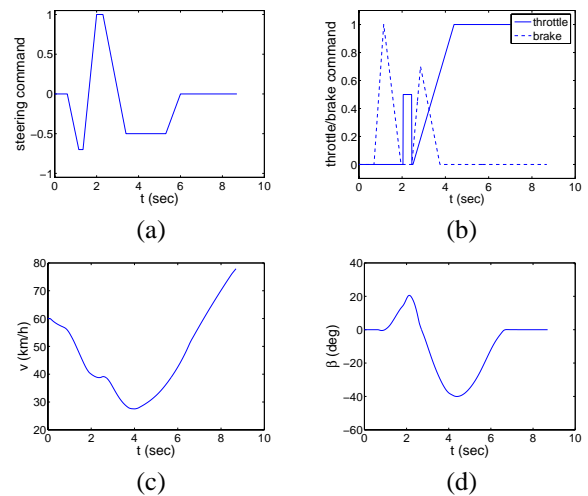 steering command
1
0.5
0
−0.5
−1
0 2 4 6 8 10
t (sec)
(a)
throttle/brake command
1
0.8
0.6
0.4
0.2
0
0 2 4 6 8 10
t (sec)
throttle
brake
(b)
v (km/h)
80
70
60
50
40
30
20
0 2 4 6 8 10
t (sec)
(c)
β (deg)
40
20
0
−20
−40
−60
0 2 4 6 8 10
t (sec)
(d)